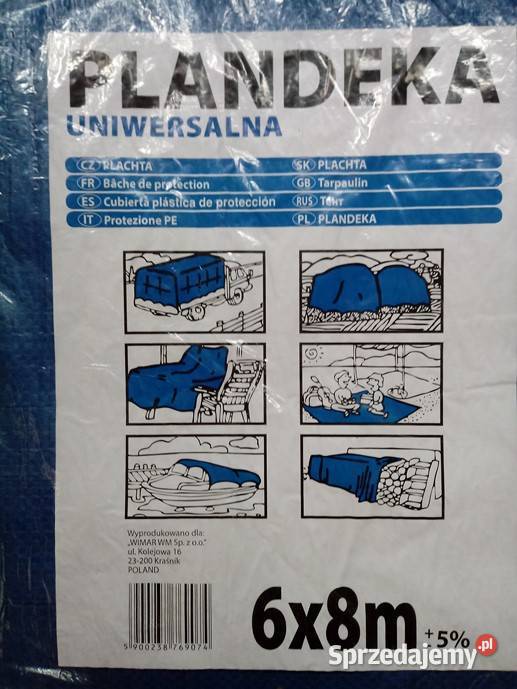 PLANDEKA
UNIWERSALNA
CZ PLACHTA
SK PLACHTA
FR Bâche de protection
GB Tarpaulin
ES Cubierta plástica de protección
RUS Тент
IT Protezione PE
PL PLANDEKA
Wyprodukowano dla:
„WIMAR WM Sp. z o.o."
ul. Kolejowa 16
23-200 Kraśnik
POLAND
5 900238 769074
6x8m +5%
Sprzedajemy.pl